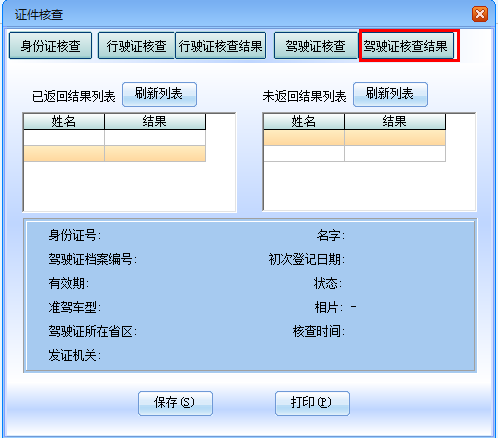 证件核查
身份证核查 行驶证核查 行驶证核查结果 驾驶证核查 驾驶证核查结果
已返回结果列表 刷新列表 未返回结果列表 刷新列表
姓名 结果 姓名 结果
身份证号: 名字:
驾驶证档案编号: 初次登记日期:
有效期: 状态:
准驾车型: 相片: -
驾驶证所在省区: 核查时间:
发证机关:
保存(S) 打印(P)